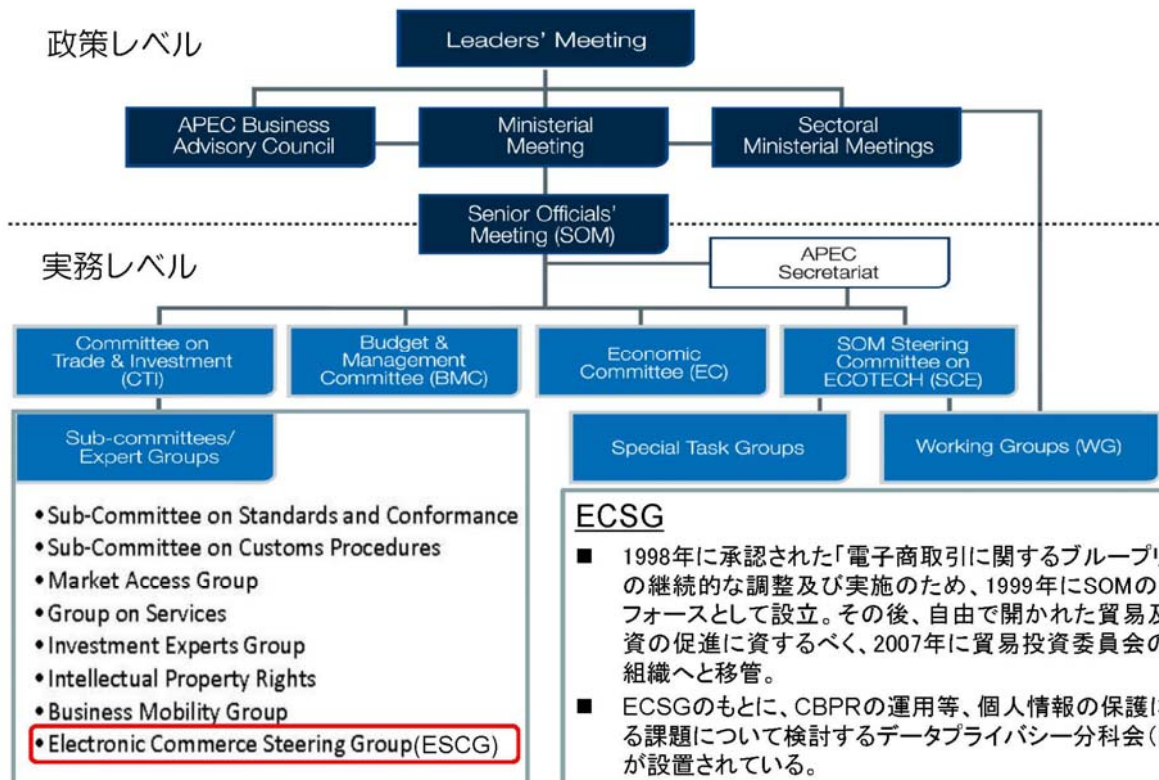 政策レベル
Leaders' Meeting
APEC Business
Advisory Council
Ministerial
Meeting
Sectoral
Ministerial Meetings
Senior Officials'
Meeting (SOM)
実務レベル
APEC
Secretariat
Committee on
Trade & Investment
(CTI)
Budget &
Management
Committee (BMC)
Economic
Committee (EC)
SOM Steering
Committee on
ECOTECH (SCE)
Sub-committees/
Expert Groups
Special Task Groups
Working Groups (WG)
•Sub-Committee on Standards and Conformance
•Sub-Committee on Customs Procedures
•Market Access Group
•Group on Services
•Investment Experts Group
•Intellectual Property Rights
•Business Mobility Group
•Electronic Commerce Steering Group(ESCG)
ECSG
■ 1998年に承認された「電子商取引に関するブループリ
の継続的な調整及び実施のため、1999年にSOMの
フォースとして設立。その後、自由で開かれた貿易及
資の促進に資するべく、2007年に貿易投資委員会の
組織へと移管。
■ ECSGのもとに、CBPRの運用等、個人情報の保護に
る課題について検討するデータプライバシー分科会(
が設置されている。